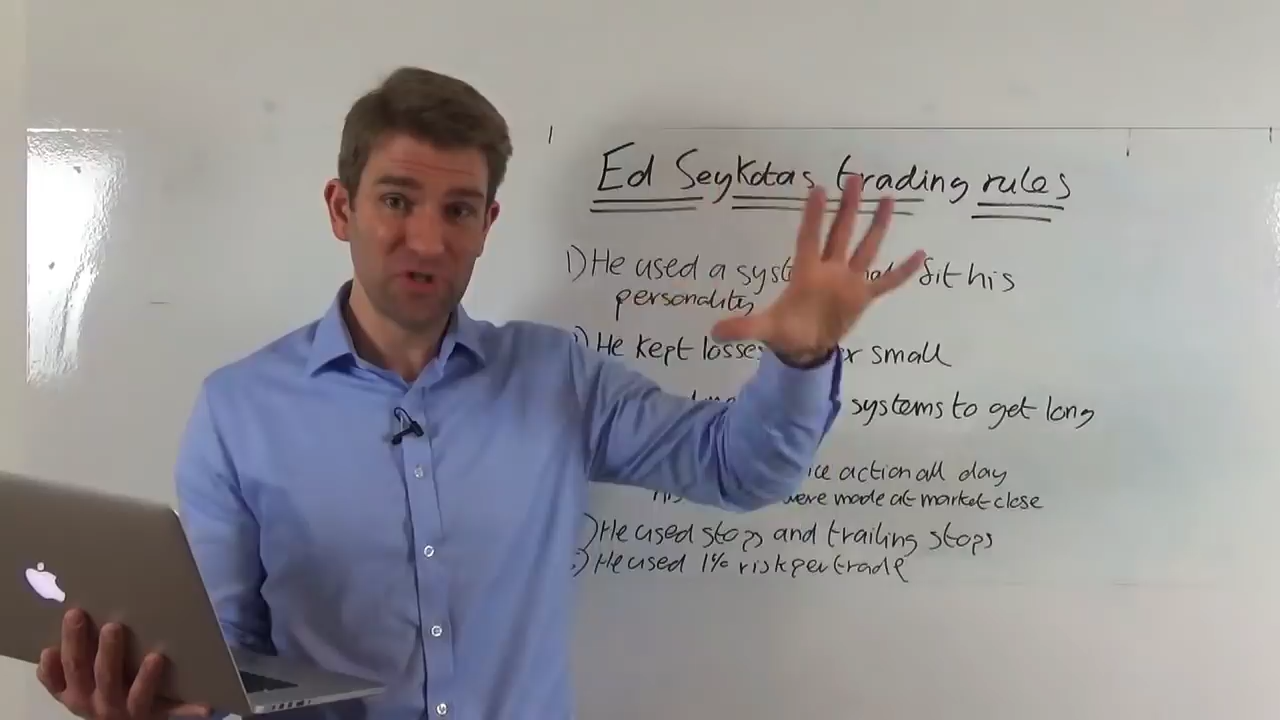 Ed Seykotas trading rules
1) He used a fit his
personality
He kept losses small
systems to get long
action all day
were made at market close
)He used stops and trailing stops
:) He used 1% risk per trade